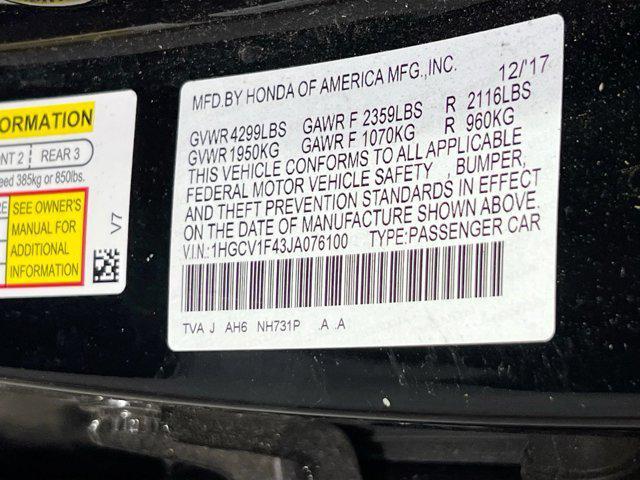 ORMATION
NT 2 REAR 3
eed 385kg or 850lbs.
SEE OWNER'S
MANUAL FOR
ADDITIONAL
INFORMATION
V7
MFD.BY HONDA OF AMERICA MFG.,INC. 12/'17
GVWR 4299LBS GAWR F 2359LBS R 2116LBS
GVWR 1950KG GAWR F 1070KG R 960KG
THIS VEHICLE CONFORMS TO ALL APPLICABLE
FEDERAL MOTOR VEHICLE SAFETY , BUMPER,
AND THEFT PREVENTION STANDARDS IN EFFECT
ON THE DATE OF MANUFACTURE SHOWN ABOVE.
V.I.N.:1HGCV1F43JA076100 TYPE:PASSENGER CAR
TVA J AH6 NH731P .A .A